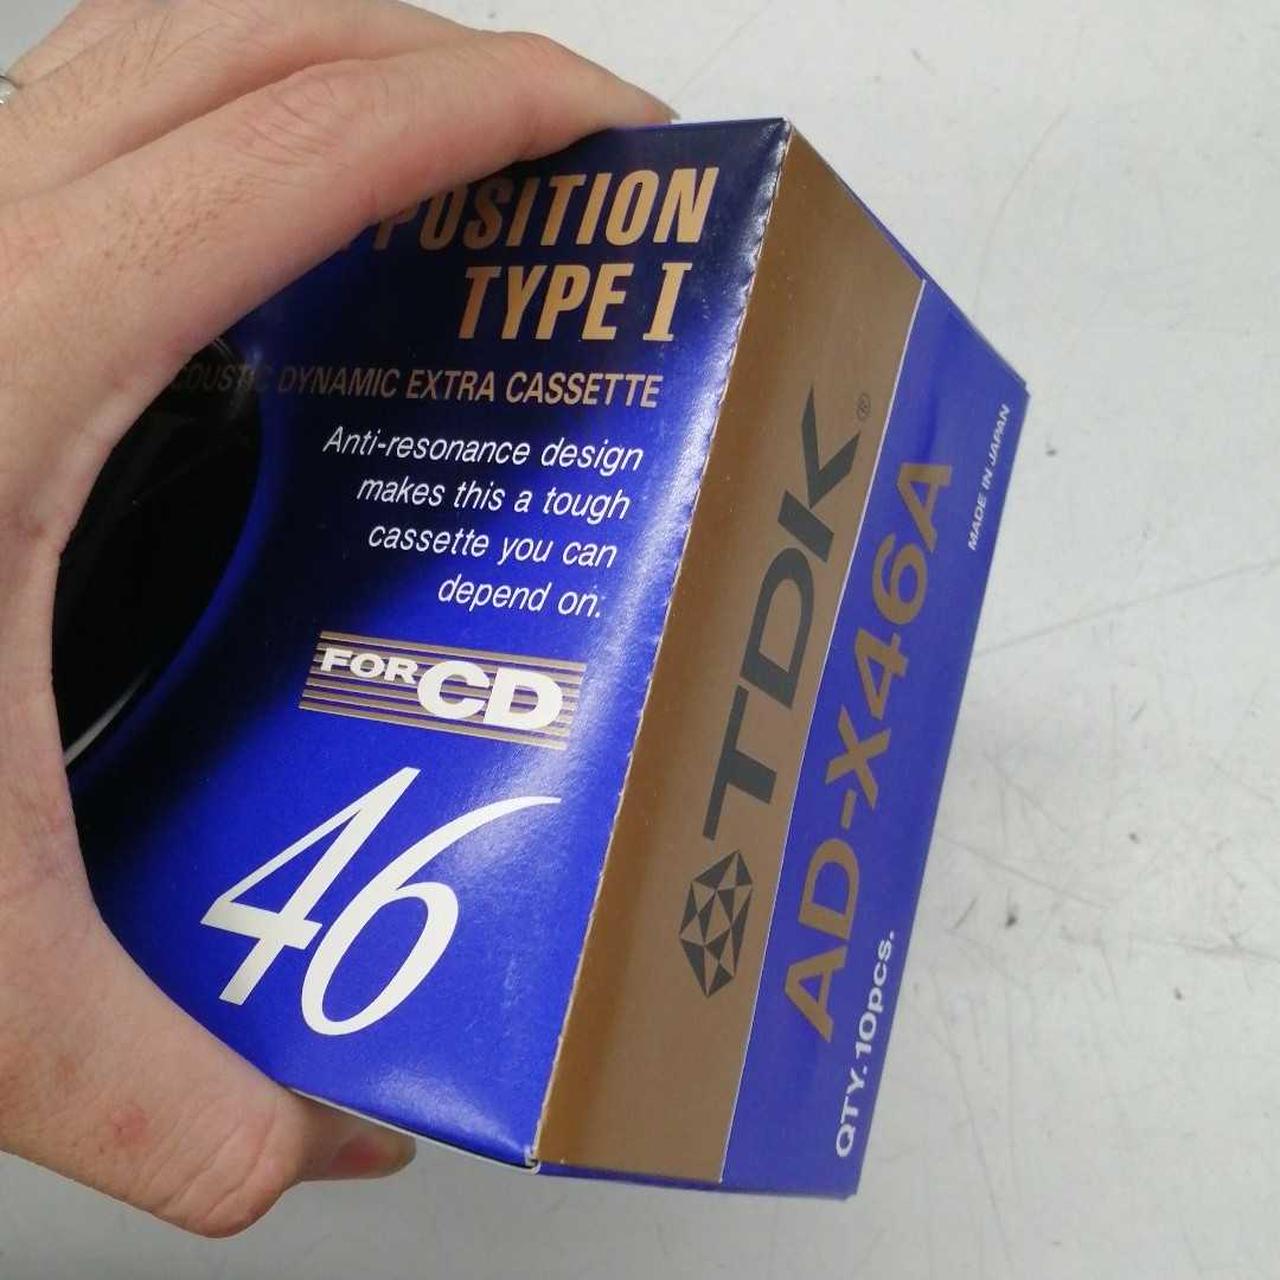 POSITION
TYPE I
ACOUSTIC DYNAMIC EXTRA CASSETTE
Anti-resonance design
makes this a tough
cassette you can
depend on.
FOR CD
46
TDK®
AD-X46A
QTY. 10pcs.
MADE IN JAPAN